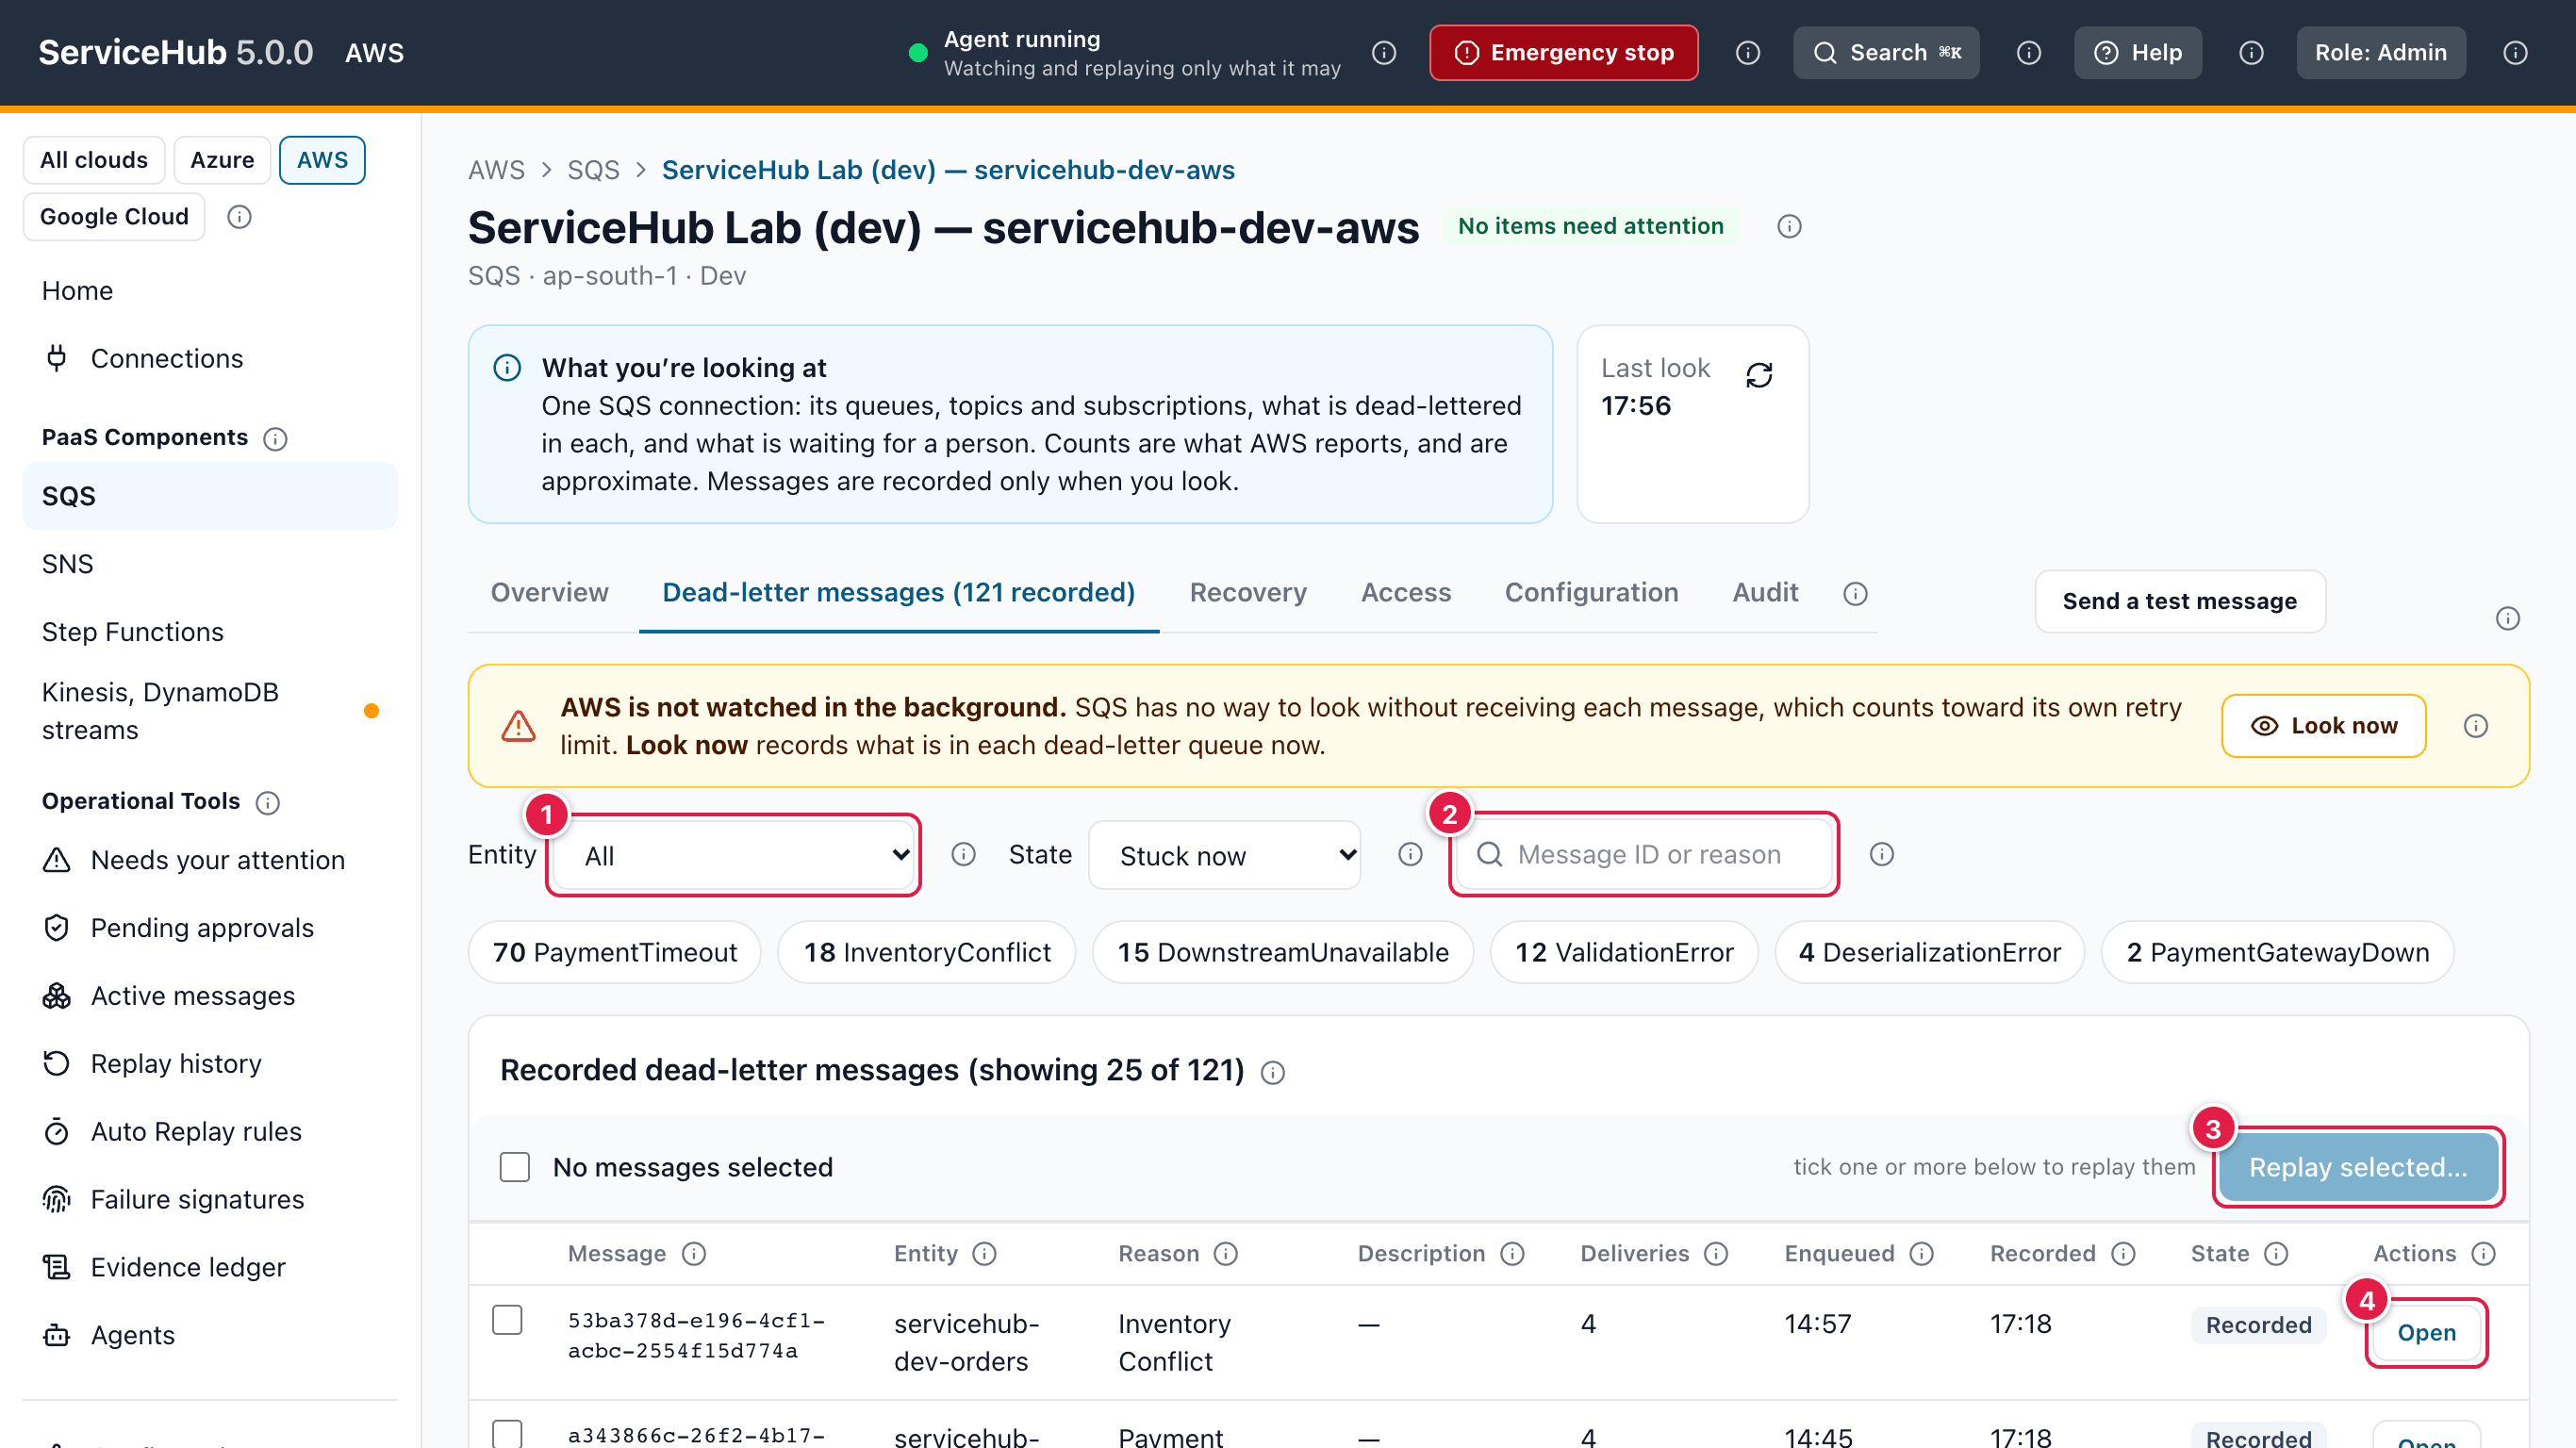 ServiceHub 5.0.0 AWS
Agent running
Watching and replaying only what it may
Emergency stop
Search ⌘K
Help
Role: Admin
All clouds
Azure
AWS
Google Cloud
Home
Connections
PaaS Components
SQS
SNS
Step Functions
Kinesis, DynamoDB
streams
Operational Tools
Needs your attention
Pending approvals
Active messages
Replay history
Auto Replay rules
Failure signatures
Evidence ledger
Agents
AWS > SQS > ServiceHub Lab (dev) — servicehub-dev-aws
ServiceHub Lab (dev) — servicehub-dev-aws
No items need attention
SQS · ap-south-1 · Dev
What you’re looking at
One SQS connection: its queues, topics and subscriptions, what is dead-lettered
in each, and what is waiting for a person. Counts are what AWS reports, and are
approximate. Messages are recorded only when you look.
Last look
17:56
Overview
Dead-letter messages (121 recorded)
Recovery
Access
Configuration
Audit
Send a test message
AWS is not watched in the background. SQS has no way to look without receiving each message, which counts toward its own retry
limit. Look now records what is in each dead-letter queue now.
Look now
1
Entity All
State Stuck now
2
Message ID or reason
70 PaymentTimeout
18 InventoryConflict
15 DownstreamUnavailable
12 ValidationError
4 DeserializationError
2 PaymentGatewayDown
Recorded dead-letter messages (showing 25 of 121)
No messages selected
tick one or more below to replay them
3
Replay selected...
Message Entity Reason Description Deliveries Enqueued Recorded State Actions
53ba378d-e196-4cf1-
acbc-2554f15d774a
servicehub-
dev-orders
Inventory
Conflict
—
4
14:57
17:18
Recorded
4
Open
a343866c-26f2-4b17-
servicehub-
Payment
—
4
14:45
17:18
Recorded
Open